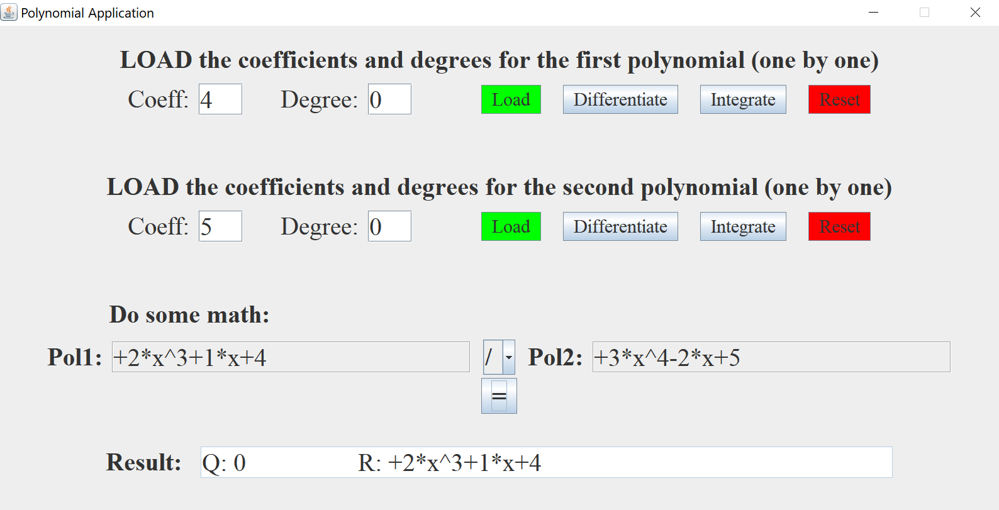 Polynomial Application
LOAD the coefficients and degrees for the first polynomial (one by one)
Coeff: 4 Degree: 0 Load Differentiate Integrate Reset
LOAD the coefficients and degrees for the second polynomial (one by one)
Coeff: 5 Degree: 0 Load Differentiate Integrate Reset
Do some math:
Pol1: +2*x^3+1*x+4 / Pol2: +3*x^4-2*x+5
=
Result: Q: 0 R: +2*x^3+1*x+4